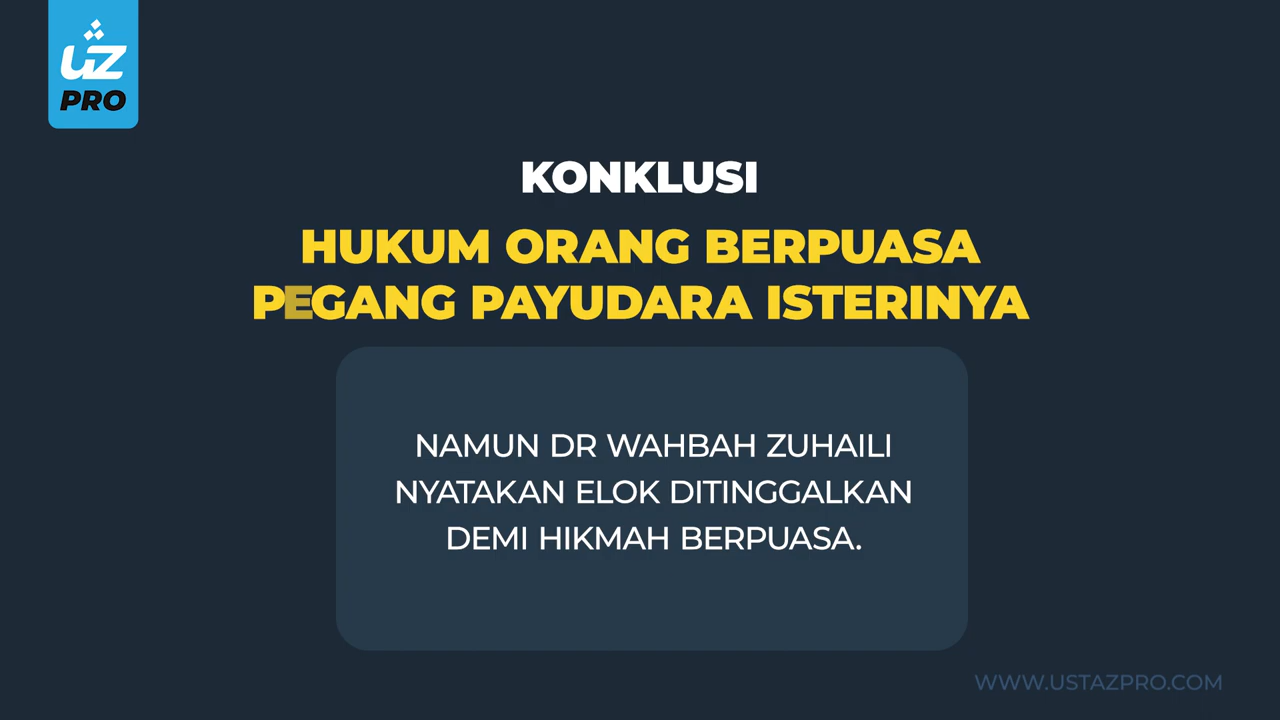 UZ
PRO
KONKLUSI
HUKUM ORANG BERPUASA
PEGANG PAYUDARA ISTERINYA
NAMUN DR WAHBAH ZUHAILI
NYATAKAN ELOK DITINGGALKAN
DEMI HIKMAH BERPUASA.
WWW.USTAZPRO.COM